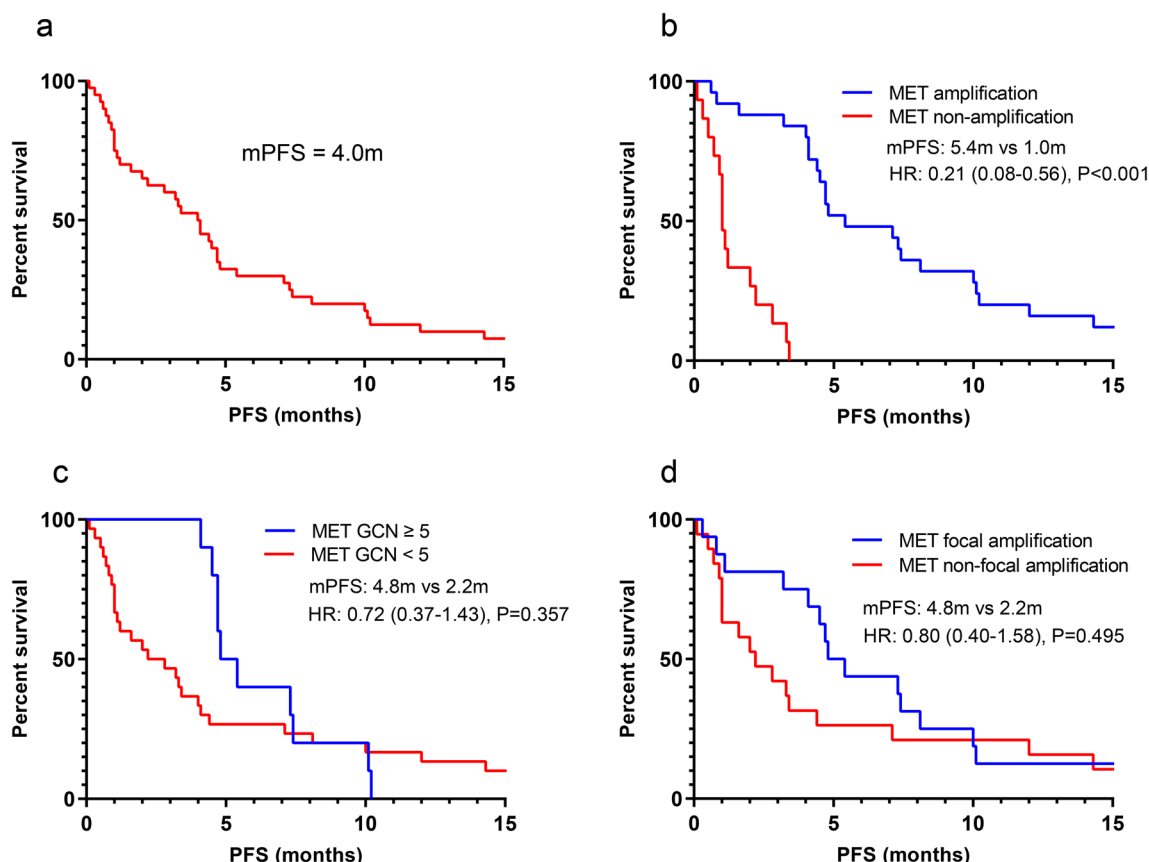 a
100
50
0
Percent survival
mPFS = 4.0m
0 5 10 15
PFS (months)
b
100
50
0
Percent survival
MET amplification
MET non-amplification
mPFS: 5.4m vs 1.0m
HR: 0.21 (0.08-0.56), P<0.001
0 5 10 15
PFS (months)
c
100
50
0
Percent survival
MET GCN ≥ 5
MET GCN < 5
mPFS: 4.8m vs 2.2m
HR: 0.72 (0.37-1.43), P=0.357
0 5 10 15
PFS (months)
d
100
50
0
Percent survival
MET focal amplification
MET non-focal amplification
mPFS: 4.8m vs 2.2m
HR: 0.80 (0.40-1.58), P=0.495
0 5 10 15
PFS (months)